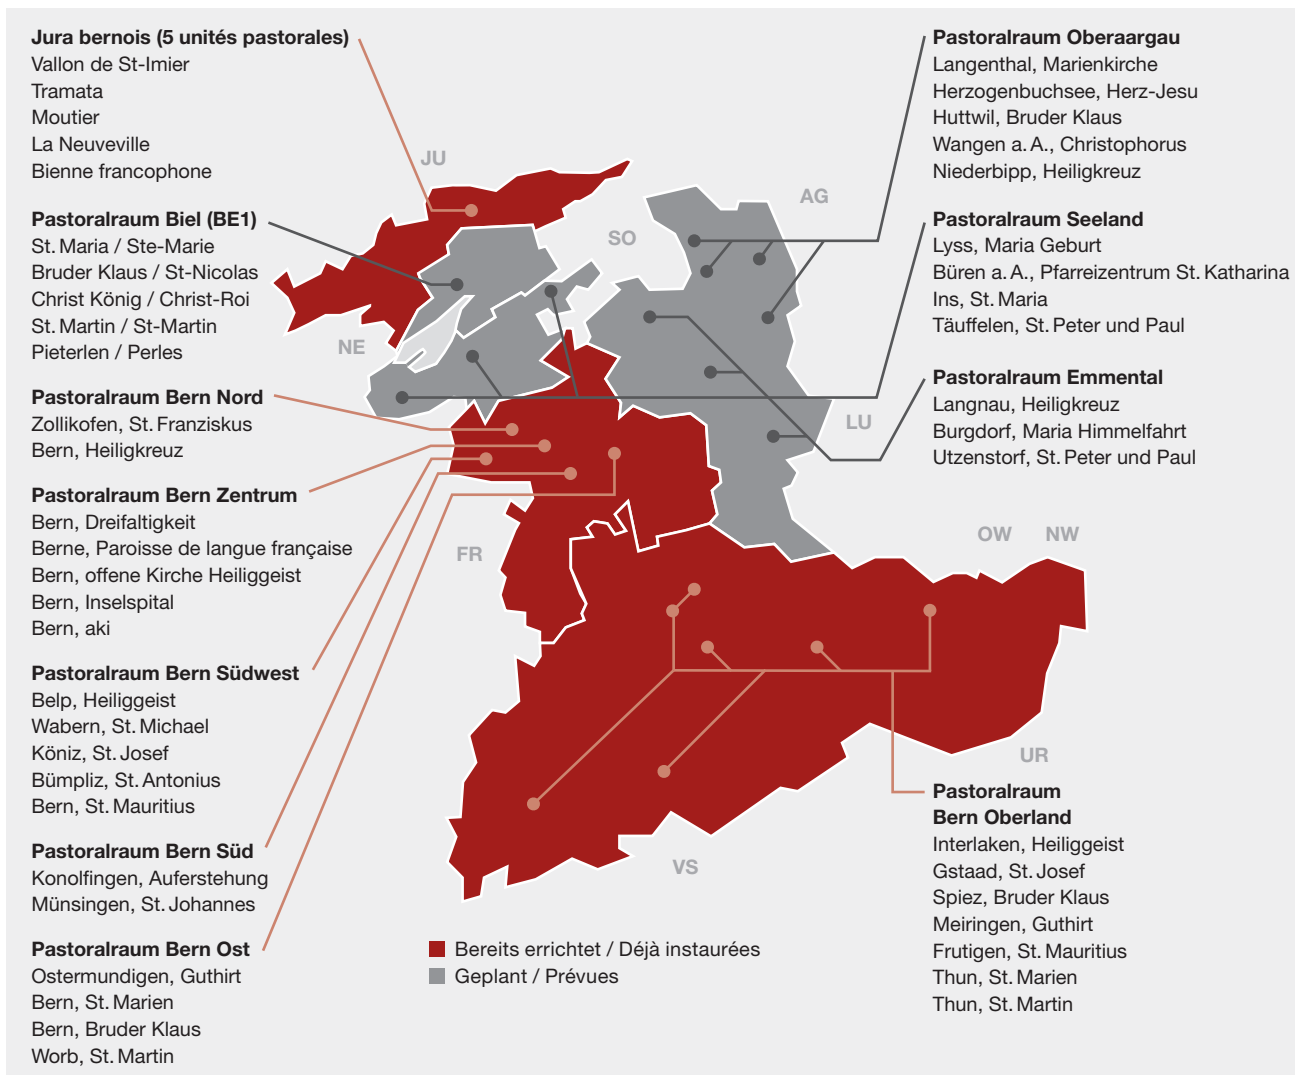 Jura bernois (5 unités pastorales)
Vallon de St-Imier
Tramata
Moutier
La Neuveville
Bienne francophone
Pastoralraum Biel (BE1)
St. Maria / Ste-Marie
Bruder Klaus / St-Nicolas
Christ König / Christ-Roi
St. Martin / St-Martin
Pieterlen / Perles
Pastoralraum Bern Nord
Zollikofen, St. Franziskus
Bern, Heiligkreuz
Pastoralraum Bern Zentrum
Bern, Dreifaltigkeit
Berne, Paroisse de langue française
Bern, offene Kirche Heiliggeist
Bern, Inselspital
Bern, aki
Pastoralraum Bern Südwest
Belp, Heiliggeist
Wabern, St. Michael
Köniz, St. Josef
Bümpliz, St. Antonius
Bern, St. Mauritius
Pastoralraum Bern Süd
Konolfingen, Auferstehung
Münsingen, St. Johannes
Pastoralraum Bern Ost
Ostermundigen, Guthirt
Bern, St. Marien
Bern, Bruder Klaus
Worb, St. Martin
JU
SO
AG
NE
LU
FR
OW
NW
UR
VS
Bereits errichtet / Déjà instaurées
Geplant / Prévues
Pastoralraum Oberaargau
Langenthal, Marienkirche
Herzogenbuchsee, Herz-Jesu
Huttwil, Bruder Klaus
Wangen a. A., Christophorus
Niederbipp, Heiligkreuz
Pastoralraum Seeland
Lyss, Maria Geburt
Büren a. A., Pfarreizentrum St. Katharina
Ins, St. Maria
Täuffelen, St. Peter und Paul
Pastoralraum Emmental
Langnau, Heiligkreuz
Burgdorf, Maria Himmelfahrt
Utzenstorf, St. Peter und Paul
Pastoralraum
Bern Oberland
Interlaken, Heiliggeist
Gstaad, St. Josef
Spiez, Bruder Klaus
Meiringen, Guthirt
Frutigen, St. Mauritius
Thun, St. Marien
Thun, St. Martin